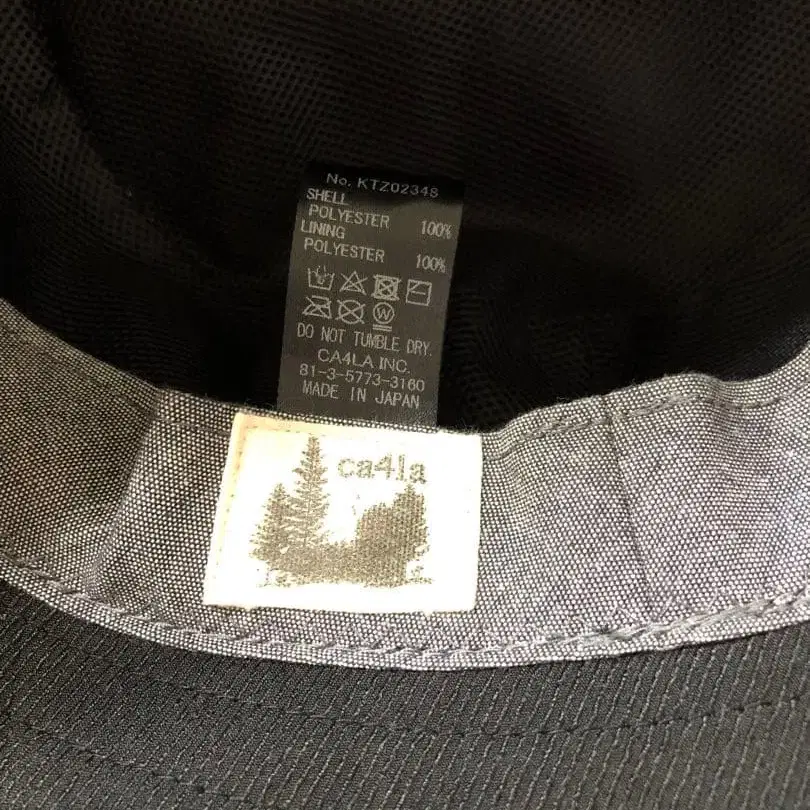 No. KTZ02348
SHELL
POLYESTER 100%
LINING
POLYESTER 100%
W
DO NOT TUMBLE DRY.
CA4LA INC.
81-3-5773-3160
MADE IN JAPAN
ca4la